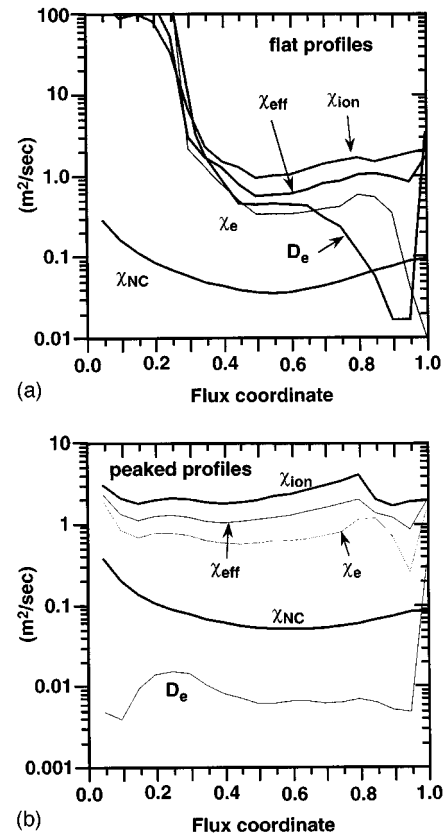 100
flat profiles
10
χeff
χion
1.0
(m²/sec)
χe
De
0.1
χNC
0.01
0.0 0.2 0.4 0.6 0.8 1.0
(a)
Flux coordinate
10
peaked profiles
χion
1
χeff
χe
(m²/sec)
0.1
χNC
0.01
De
0.001
0.0 0.2 0.4 0.6 0.8 1.0
(b)
Flux coordinate